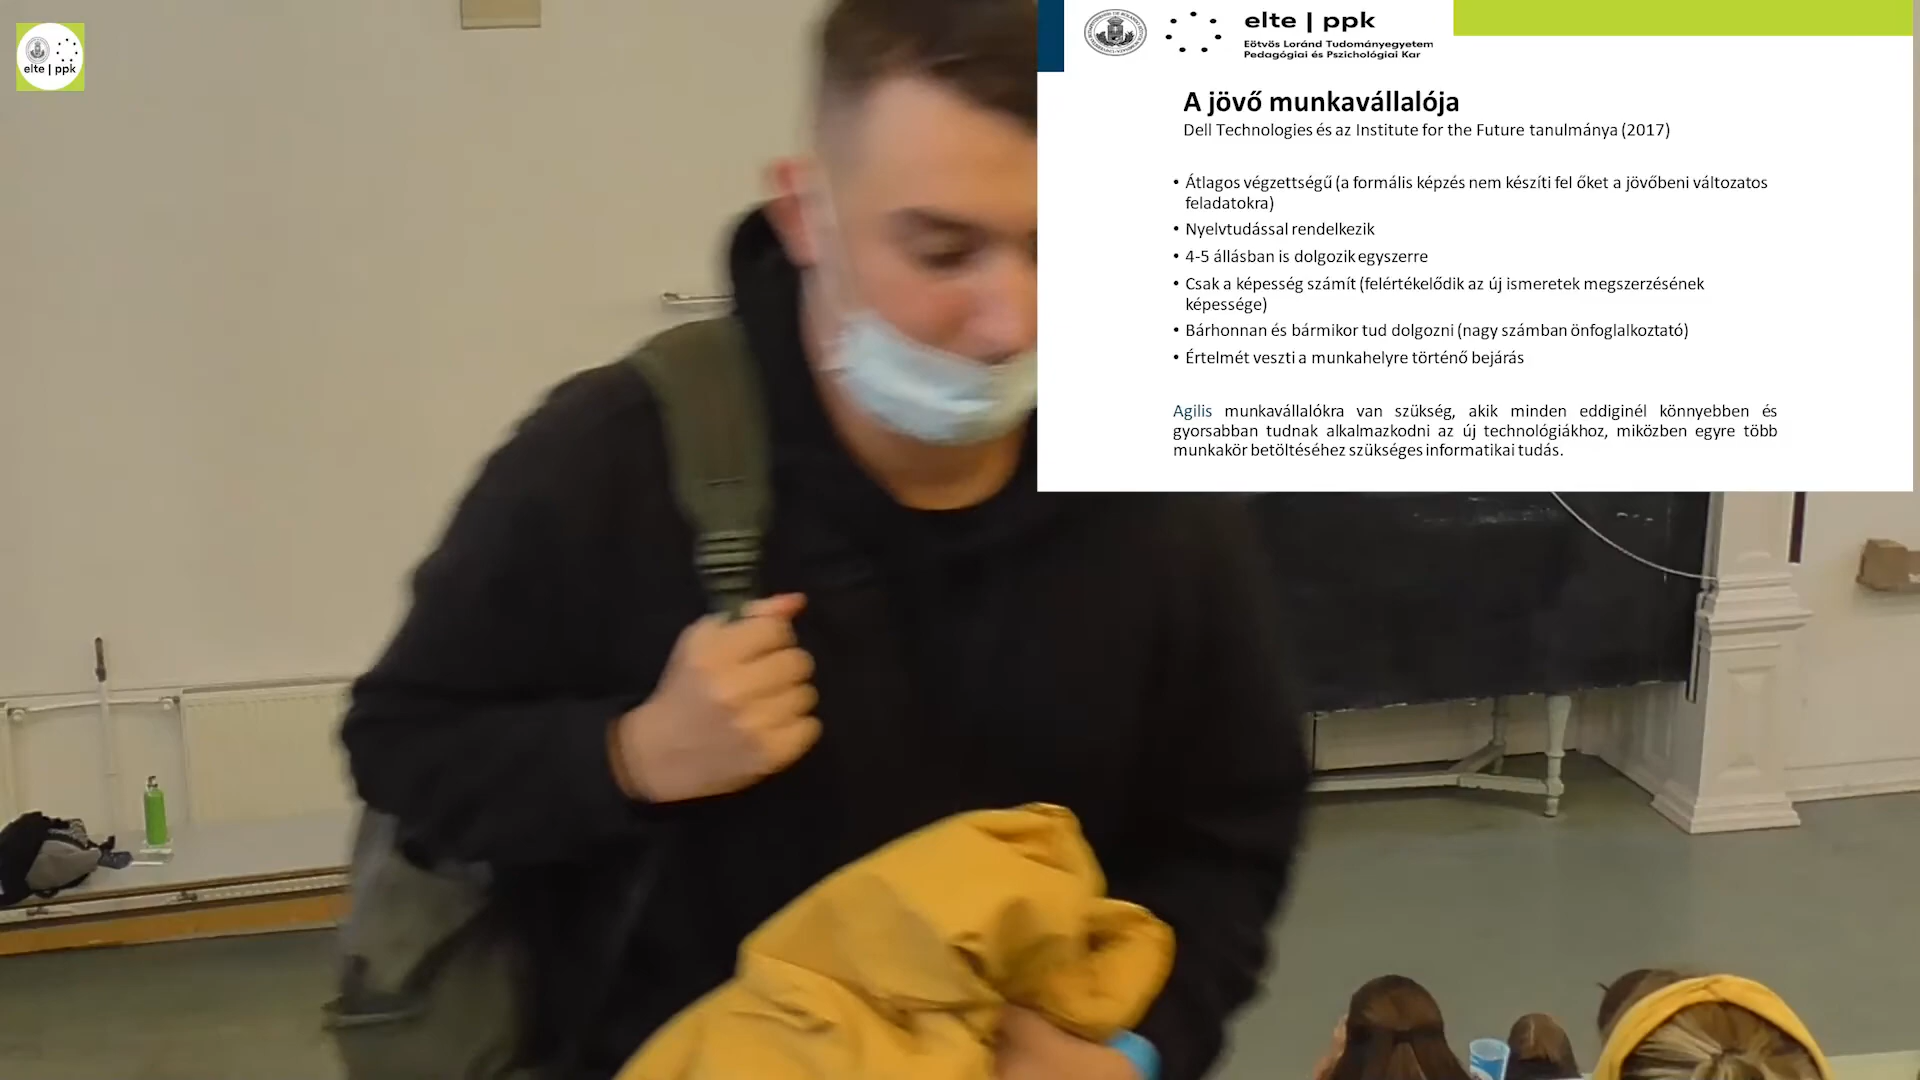 elte | ppk
elte | ppk
Eötvös Loránd Tudományegyetem
Pedagógiai és Pszichológiai Kar
A jövő munkavállalója
Dell Technologies és az Institute for the Future tanulmánya (2017)
• Átlagos végzettségű (a formális képzés nem készíti fel őket a jövőbeni változatos
feladatokra)
• Nyelvtudással rendelkezik
• 4-5 állásban is dolgozik egyszerre
• Csak a képesség számít (felértékelődik az új ismeretek megszerzésének
képessége)
• Bárhonnan és bármikor tud dolgozni (nagy számban önfoglalkoztató)
• Értelmét veszti a munkahelyre történő bejárás
Agilis munkavállalókra van szükség, akik minden eddiginél könnyebben és
gyorsabban tudnak alkalmazkodni az új technológiákhoz, miközben egyre több
munkakör betöltéséhez szükséges informatikai tudás.